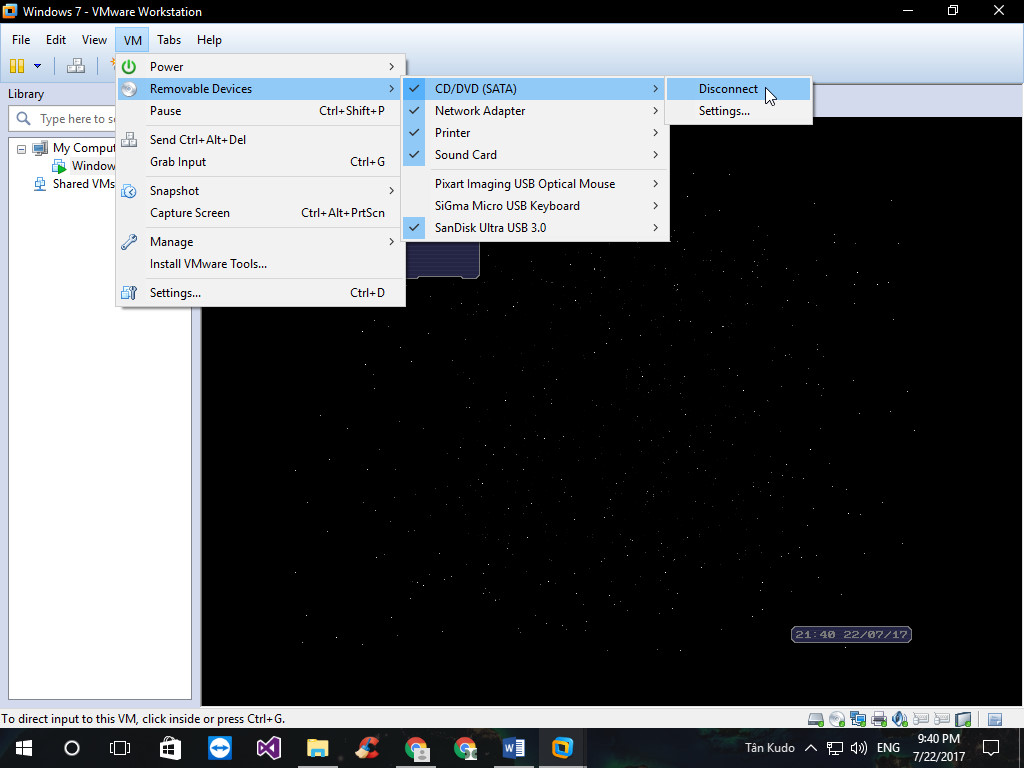 Windows 7 - VMware Workstation
File Edit View VM Tabs Help
Library
Type here to s
My Comput
Window
Shared VMs
Power
Removable Devices
Pause Ctrl+Shift+P
Send Ctrl+Alt+Del
Grab Input Ctrl+G
Snapshot
Capture Screen Ctrl+Alt+PrtScn
Manage
Install VMware Tools...
Settings... Ctrl+D
CD/DVD (SATA)
Network Adapter
Printer
Sound Card
Pixart Imaging USB Optical Mouse
SiGma Micro USB Keyboard
SanDisk Ultra USB 3.0
Disconnect
Settings...
21:40 22/07/17
To direct input to this VM, click inside or press Ctrl+G.
Tân Kudo ENG
9:40 PM
7/22/2017